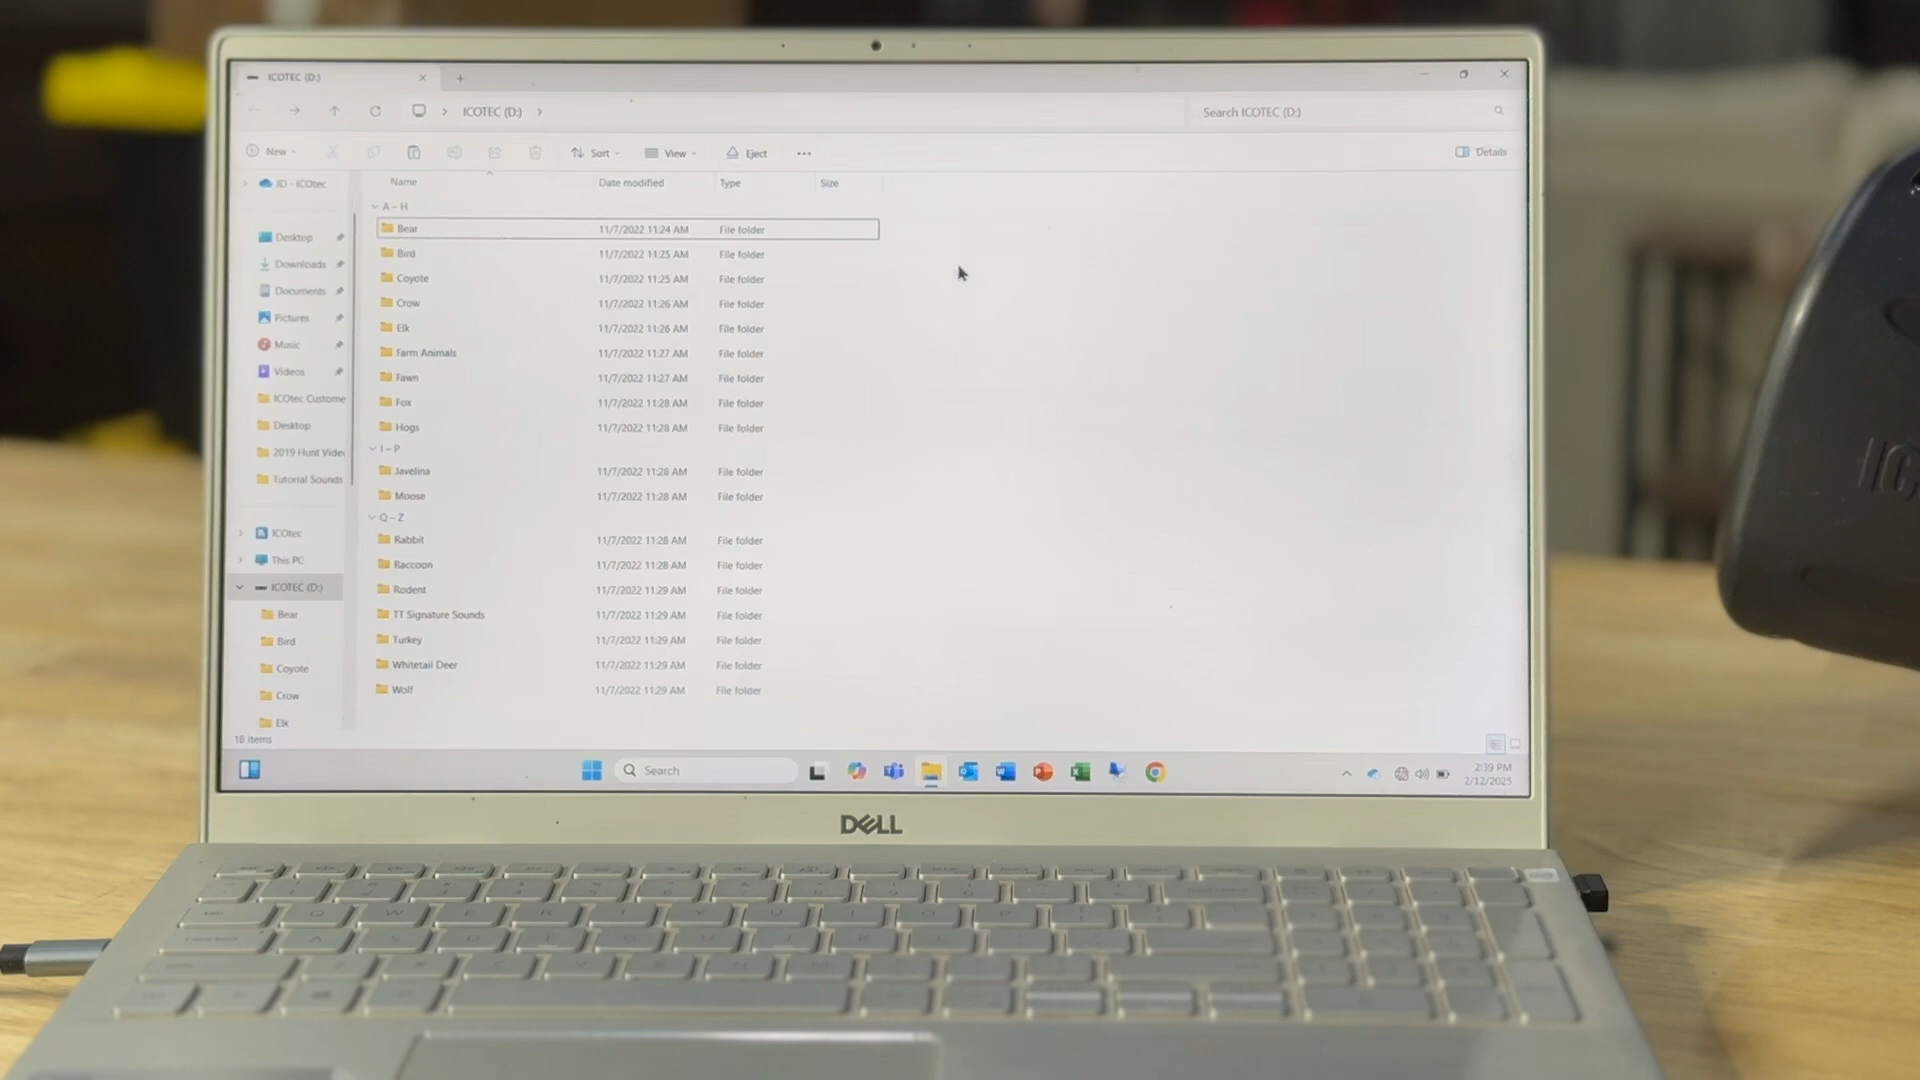 ICOTEC (D:)
ICOTEC (D:)
Search ICOTEC (D:)
New
Sort
View
Eject
Details
JD - ICOtec
Name
Date modified
Type
Size
A – H
Desktop
Bear 11/7/2022 11:24 AM File folder
Downloads
Bird 11/7/2022 11:25 AM File folder
Documents
Coyote 11/7/2022 11:25 AM File folder
Pictures
Crow 11/7/2022 11:26 AM File folder
Music
Elk 11/7/2022 11:26 AM File folder
Videos
Farm Animals 11/7/2022 11:27 AM File folder
ICOtec Custome
Fawn 11/7/2022 11:27 AM File folder
Desktop
Fox 11/7/2022 11:28 AM File folder
2019 Hunt Video
Hogs 11/7/2022 11:28 AM File folder
Tutorial Sounds
I – P
Javelina 11/7/2022 11:28 AM File folder
Moose 11/7/2022 11:28 AM File folder
Q – Z
ICOtec
Rabbit 11/7/2022 11:28 AM File folder
This PC
Raccoon 11/7/2022 11:28 AM File folder
ICOTEC (D:)
Rodent 11/7/2022 11:29 AM File folder
Bear
TT Signature Sounds 11/7/2022 11:29 AM File folder
Bird
Turkey 11/7/2022 11:29 AM File folder
Coyote
Whitetail Deer 11/7/2022 11:29 AM File folder
Crow
Wolf 11/7/2022 11:29 AM File folder
Elk
18 items
Search
2:39 PM
2/12/2025
DELL